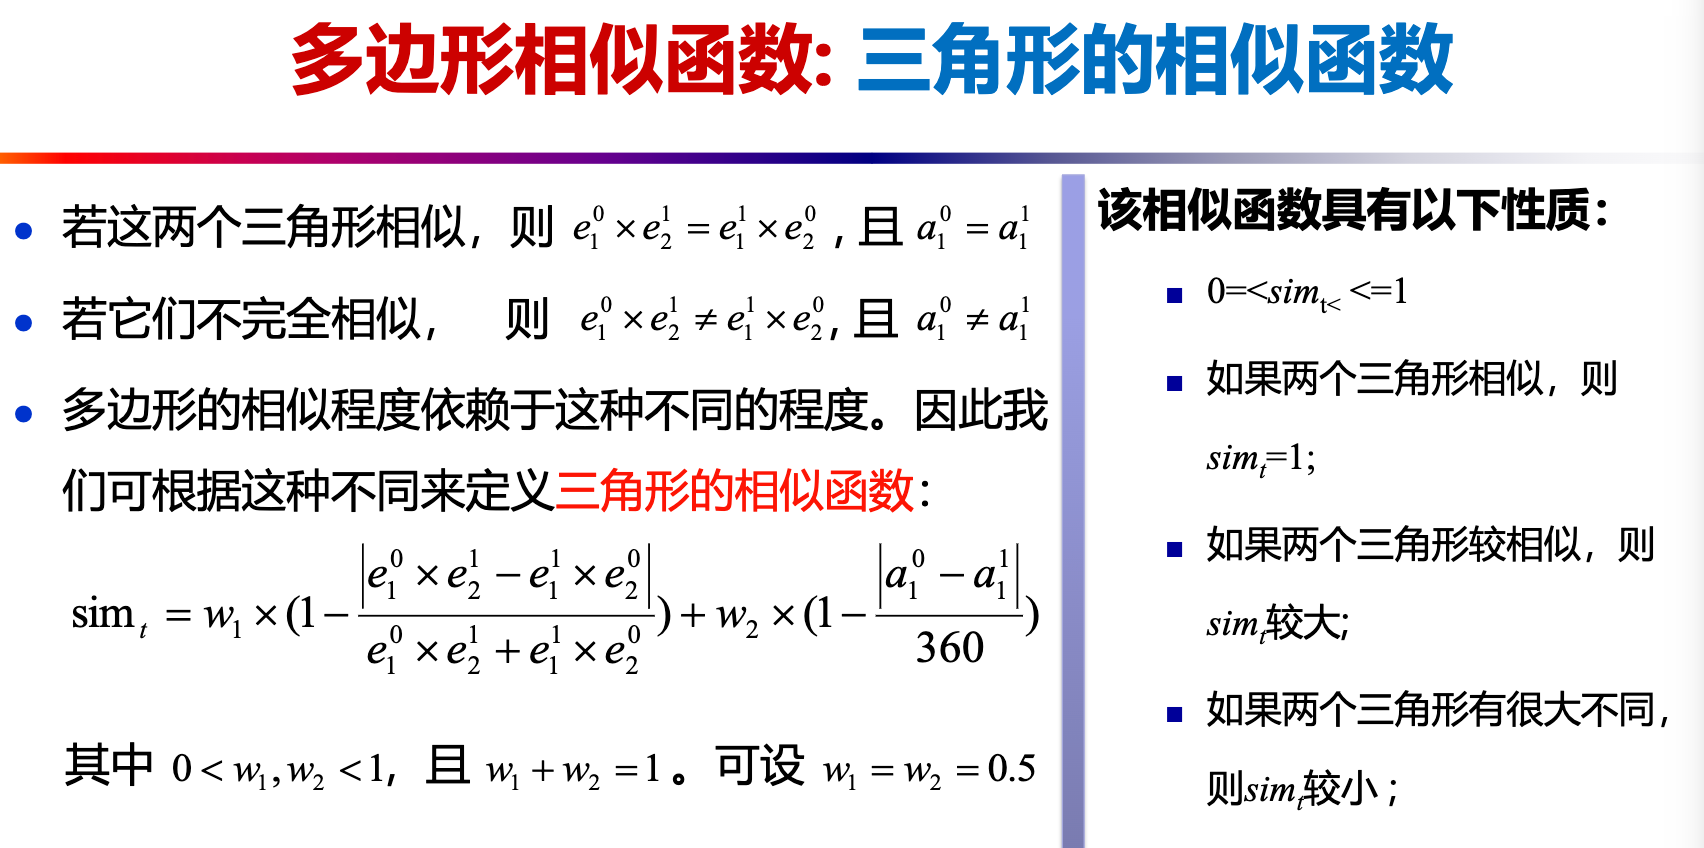 多边形相似函数: 三角形的相似函数
• 若这两个三角形相似，则 $e_1^0 \times e_2^1 = e_1^1 \times e_2^0$ , 且 $a_1^0 = a_1^1$
• 若它们不完全相似， 则 $e_1^0 \times e_2^1 \neq e_1^1 \times e_2^0$ , 且 $a_1^0 \neq a_1^1$
• 多边形的相似程度依赖于这种不同的程度。因此我
们可根据这种不同来定义三角形的相似函数：
$\text{sim}_t = w_1 \times (1 - \frac{|e_1^0 \times e_2^1 - e_1^1 \times e_2^0|}{e_1^0 \times e_2^1 + e_1^1 \times e_2^0}) + w_2 \times (1 - \frac{|a_1^0 - a_1^1|}{360})$
其中 $0 < w_1, w_2 < 1$, 且 $w_1 + w_2 = 1$ 。可设 $w_1 = w_2 = 0.5$
该相似函数具有以下性质：
▪ 0=<$sim_{t<}$ <=1
▪ 如果两个三角形相似，则
$sim_t$=1;
▪ 如果两个三角形较相似，则
$sim_t$较大;
▪ 如果两个三角形有很大不同，
则$sim_t$较小；